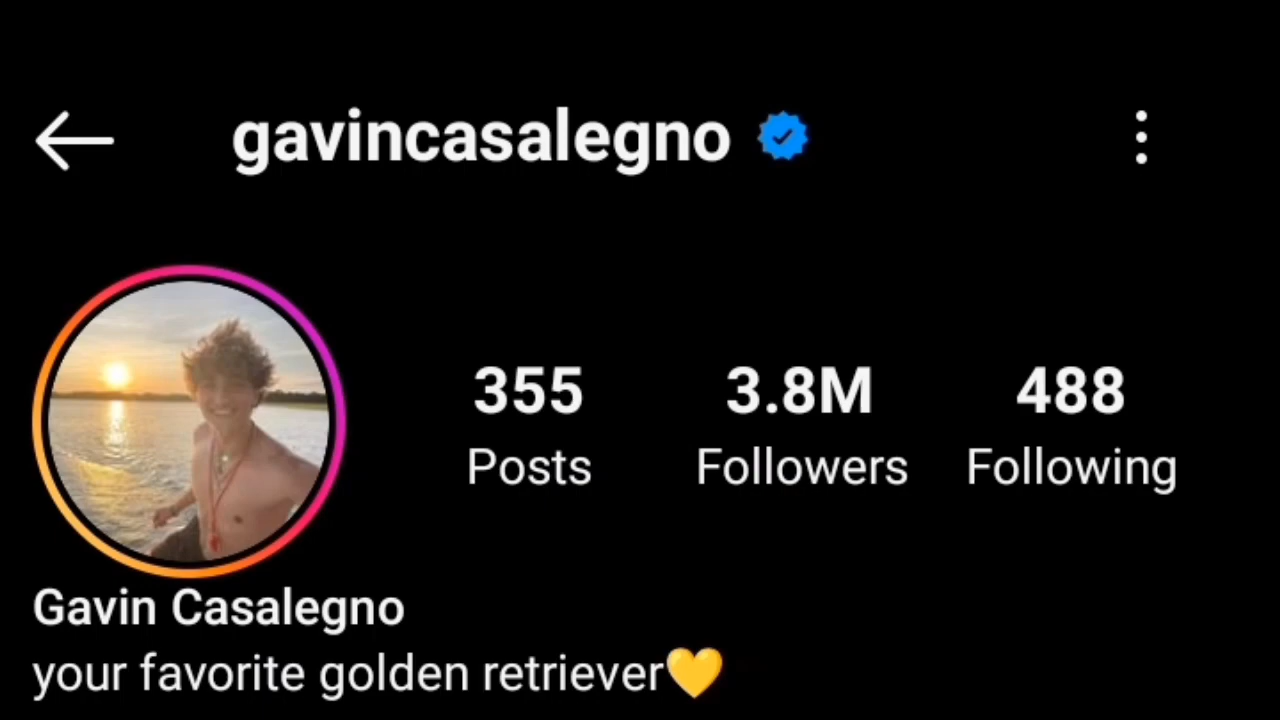 gavincasalegno
355 3.8M 488
Posts Followers Following
Gavin Casalegno
your favorite golden retriever💛